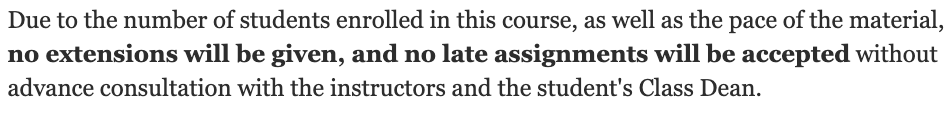 Due to the number of students enrolled in this course, as well as the pace of the material,
no extensions will be given, and no late assignments will be accepted without
advance consultation with the instructors and the student's Class Dean.